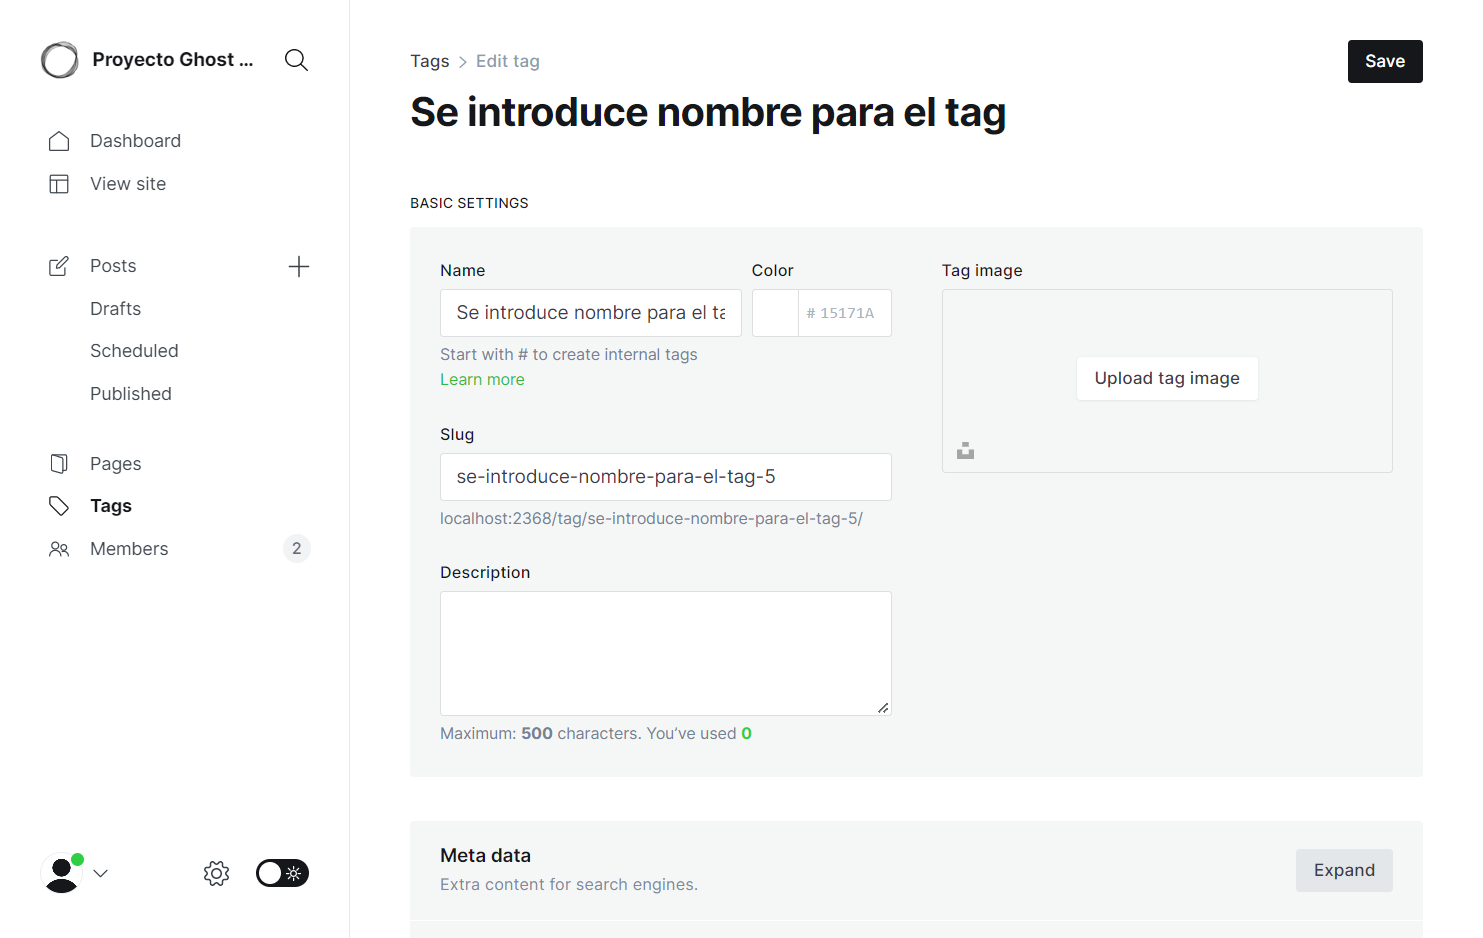 Proyecto Ghost ...
Dashboard
View site
Posts
Drafts
Scheduled
Published
Pages
Tags
Members
2
Tags > Edit tag
Save
Se introduce nombre para el tag
BASIC SETTINGS
Name
Color
Tag image
Se introduce nombre para el ta
# 15171A
Start with # to create internal tags
Learn more
Upload tag image
Slug
se-introduce-nombre-para-el-tag-5
localhost:2368/tag/se-introduce-nombre-para-el-tag-5/
Description
Maximum: 500 characters. You’ve used 0
Meta data
Extra content for search engines.
Expand